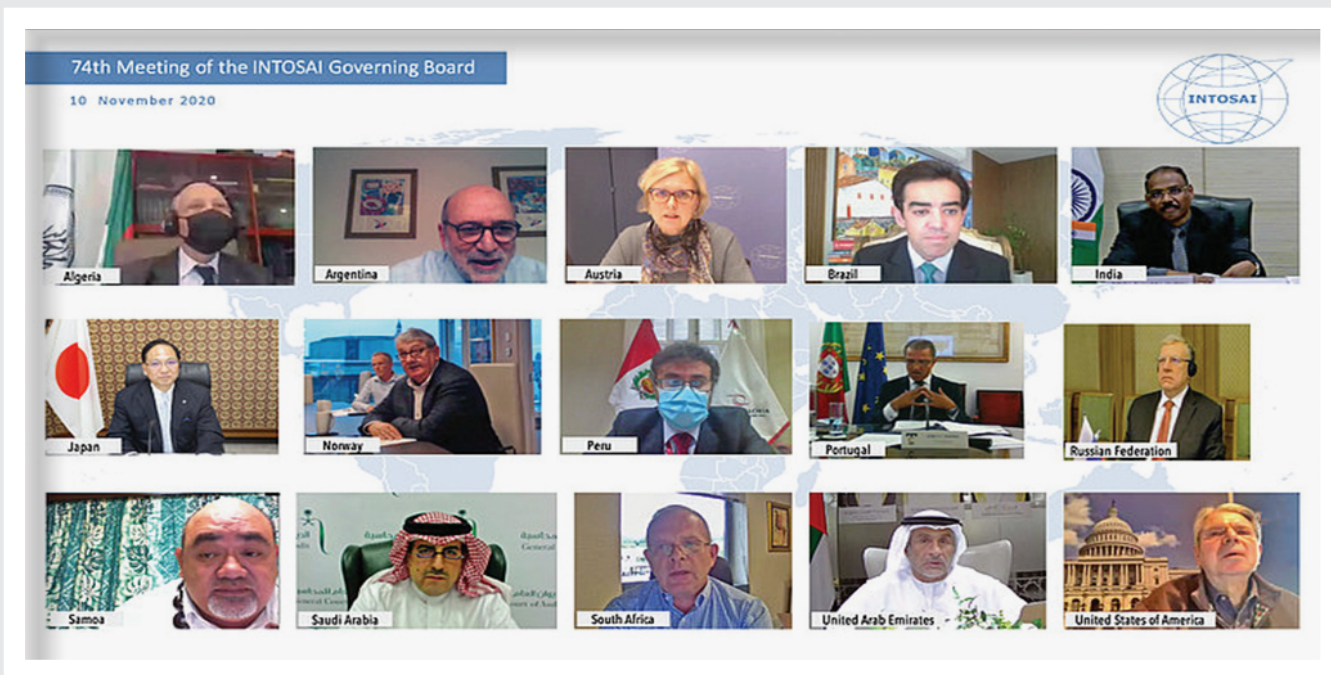 74th Meeting of the INTOSAI Governing Board
10 November 2020
INTOSAI
Algeria
Argentina
Austria
Brazil
India
Japan
Norway
Peru
Portugal
Russian Federation
Samoa
Saudi Arabia
General
South Africa
United Arab Emirates
United States of America